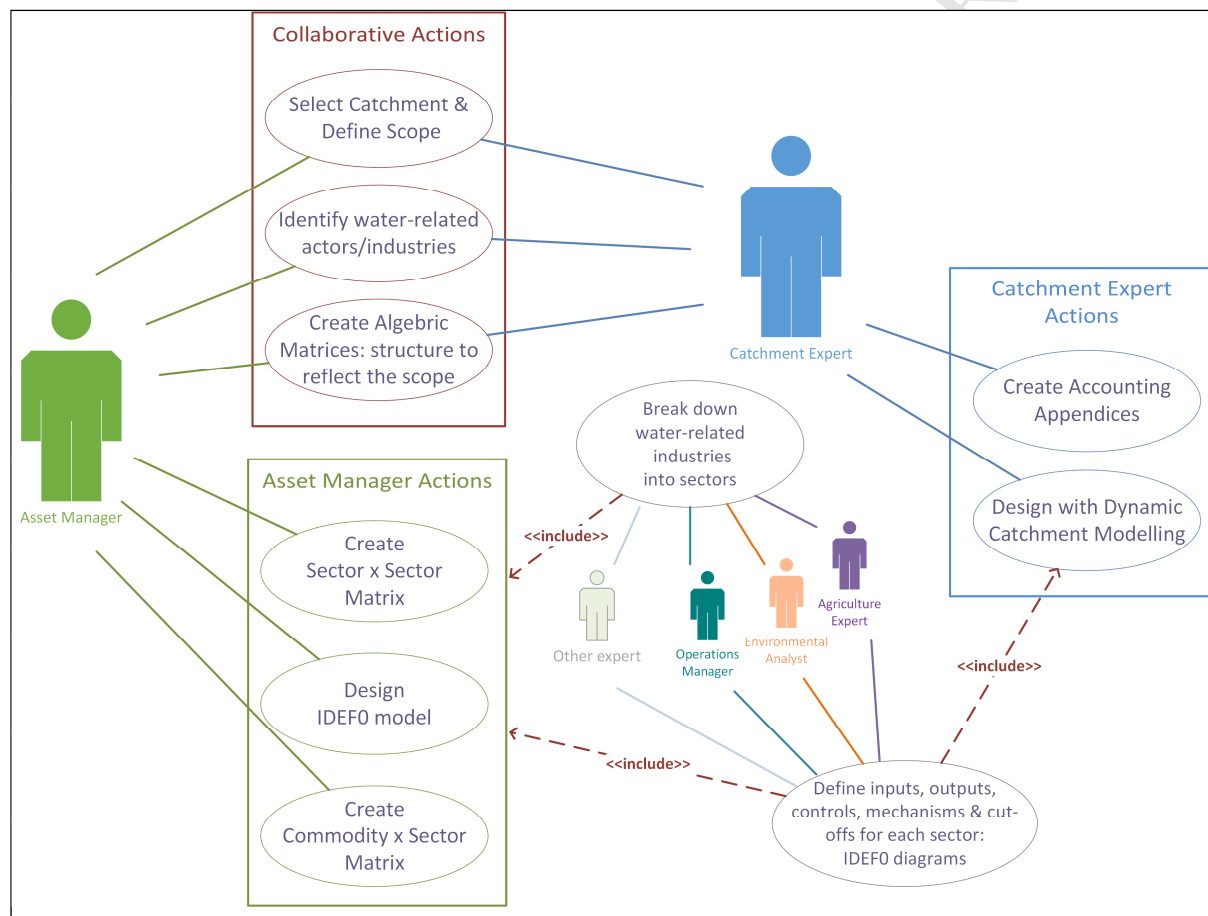 Collaborative Actions
Select Catchment &
Define Scope
Identify water-related
actors/industries
Create Algebric
Matrices: structure to
reflect the scope
Asset Manager
Catchment Expert
Catchment Expert
Actions
Create Accounting
Appendices
Design with Dynamic
Catchment Modelling
Break down
water-related
industries
into sectors
Asset Manager Actions
Create
Sector x Sector
Matrix
Design
IDEF0 model
Create
Commodity x Sector
Matrix
<<include>>
Other expert
Operations
Manager
Environmental
Analyst
Agriculture
Expert
<<include>>
<<include>>
Define inputs, outputs,
controls, mechanisms & cut-
offs for each sector:
IDEF0 diagrams